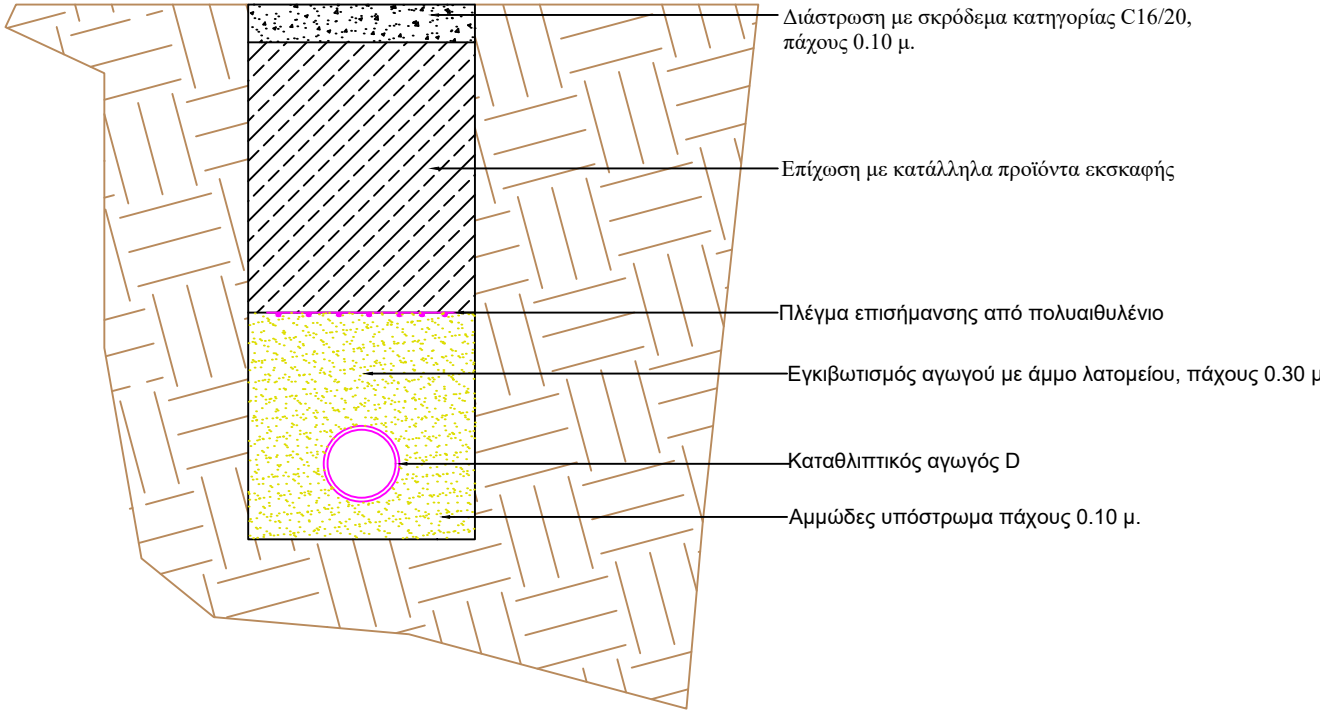 Διάστρωση με σκρόδεμα κατηγορίας C16/20,
πάχους 0.10 μ.
Επίχωση με κατάλληλα προϊόντα εκσκαφής
Πλέγμα επισήμανσης από πολυαιθυλένιο
Εγκιβωτισμός αγωγού με άμμο λατομείου, πάχους 0.30 μ
Καταθλιπτικός αγωγός D
Αμμώδες υπόστρωμα πάχους 0.10 μ.